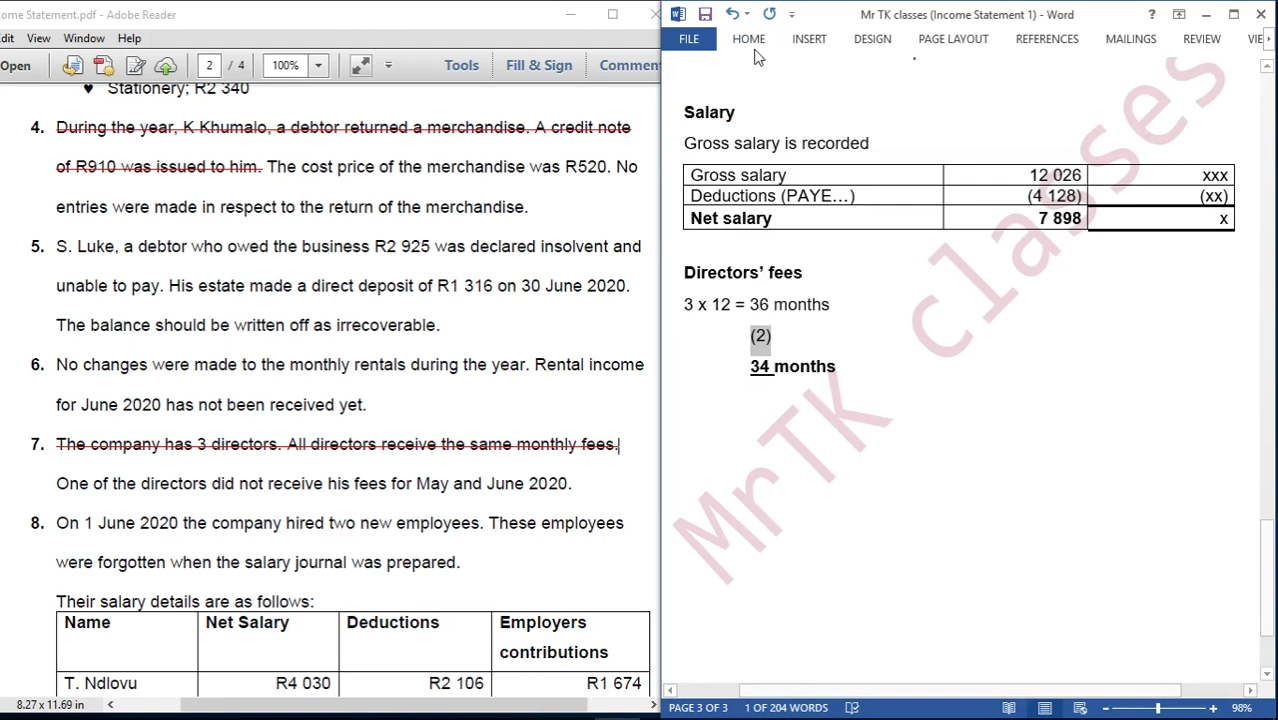 ome Statement.pdf - Adobe Reader
dit View Window Help
Open 2 / 4 100% Tools Fill & Sign Comment
♥ Stationery; R2 340
4. During the year, K Khumalo, a debtor returned a merchandise. A credit note
of R910 was issued to him. The cost price of the merchandise was R520. No
entries were made in respect to the return of the merchandise.
5. S. Luke, a debtor who owed the business R2 925 was declared insolvent and
unable to pay. His estate made a direct deposit of R1 316 on 30 June 2020.
The balance should be written off as irrecoverable.
6. No changes were made to the monthly rentals during the year. Rental income
for June 2020 has not been received yet.
7. The company has 3 directors. All directors receive the same monthly fees.
One of the directors did not receive his fees for May and June 2020.
8. On 1 June 2020 the company hired two new employees. These employees
were forgotten when the salary journal was prepared.
Their salary details are as follows:
Name Net Salary Deductions Employers
contributions
T. Ndlovu R4 030 R2 106 R1 674
8.27 x 11.69 in
Mr TK classes (Income Statement 1) - Word
FILE HOME INSERT DESIGN PAGE LAYOUT REFERENCES MAILINGS REVIEW VIE
Salary
Gross salary is recorded
Gross salary 12 026 xxx
Deductions (PAYE…) (4 128) (xx)
Net salary 7 898 x
Directors’ fees
3 x 12 = 36 months
(2)
34 months
MrTK classes
PAGE 3 OF 3 1 OF 204 WORDS 98%